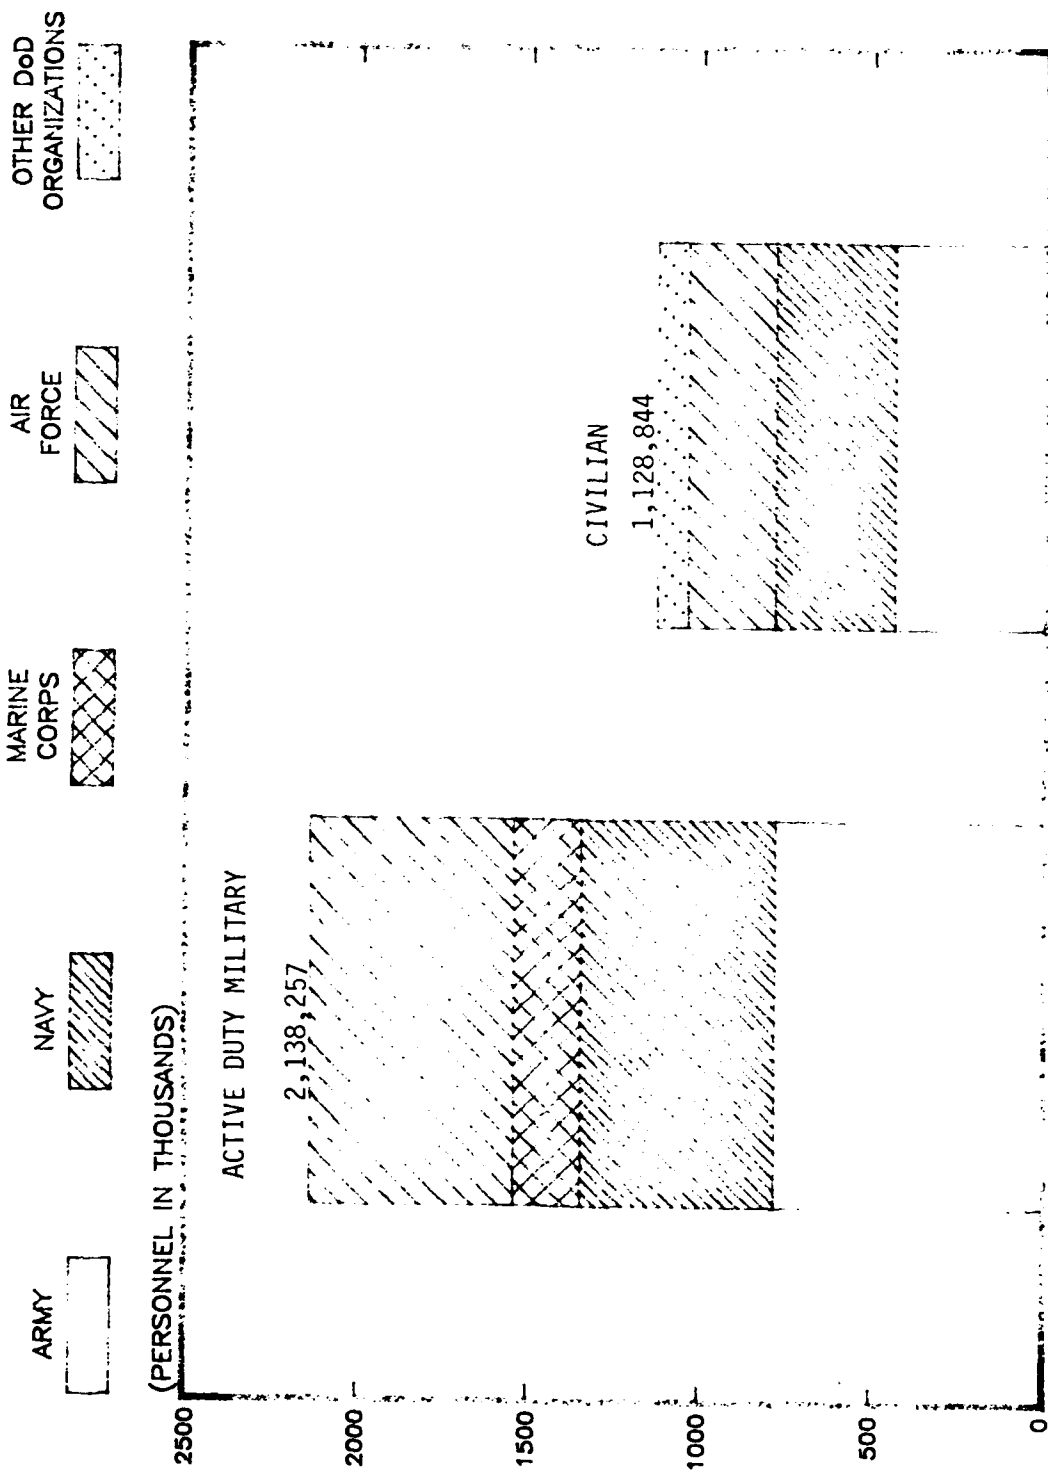 ARMY
NAVY
MARINE
CORPS
AIR
FORCE
OTHER DoD
ORGANIZATIONS
(PERSONNEL IN THOUSANDS)
2500
2000
1500
1000
500
0
ACTIVE DUTY MILITARY
2,138,257
CIVILIAN
1,128,844